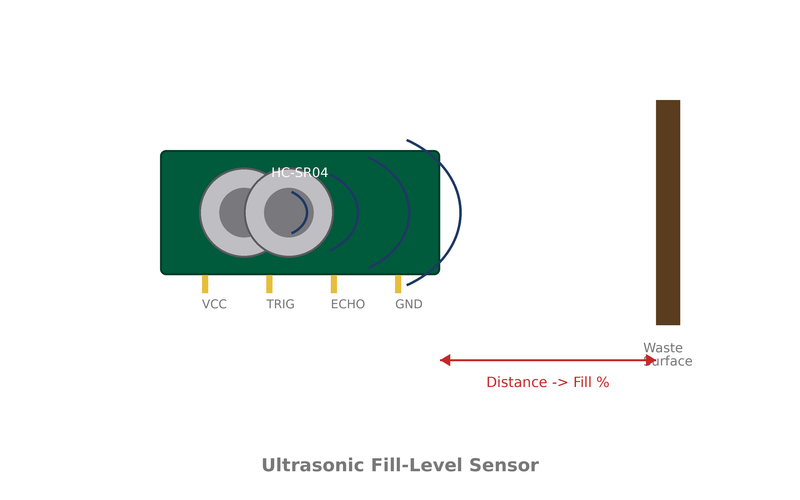 HC-SR04
VCC
TRIG
ECHO
GND
Waste
Surface
Distance -> Fill %
Ultrasonic Fill-Level Sensor